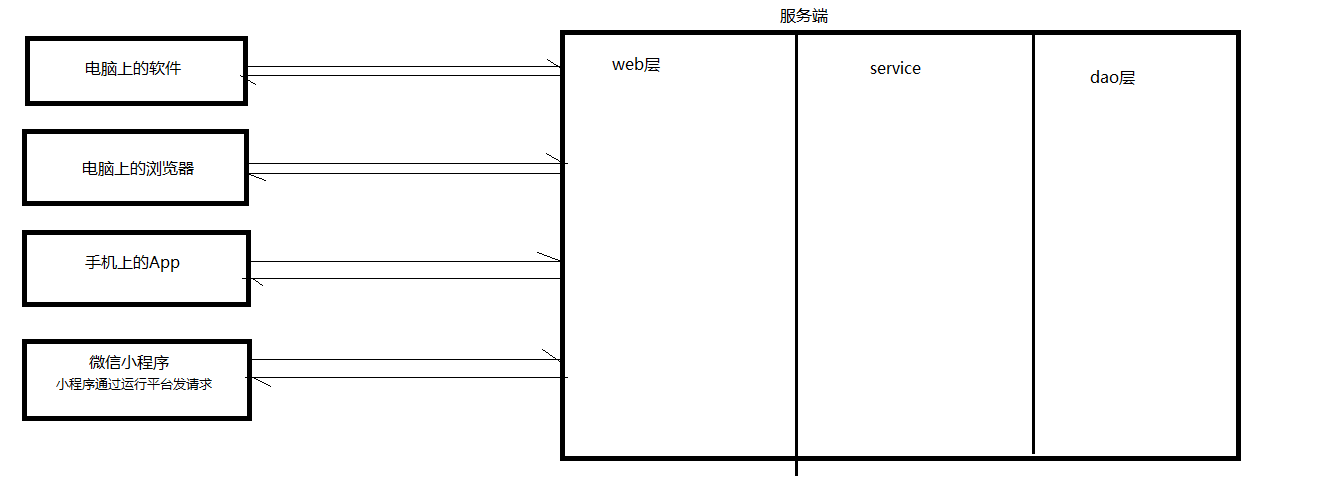 服务端
电脑上的软件
web层
service
dao层
电脑上的浏览器
手机上的App
微信小程序
小程序通过运行平台发请求